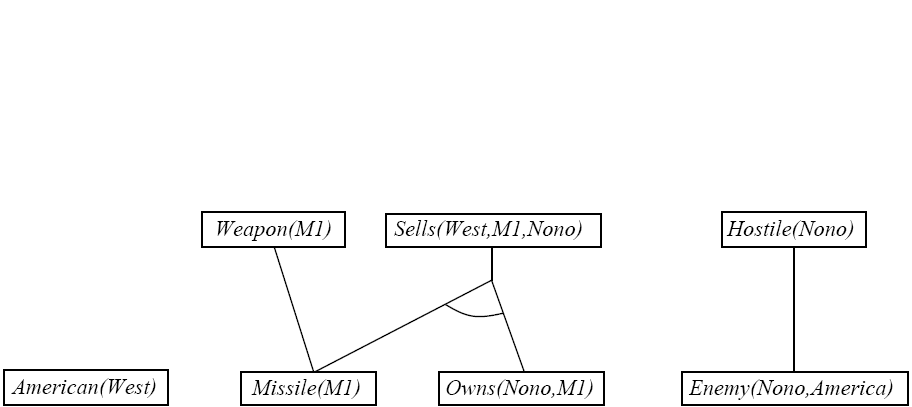 Weapon(M1)
Sells(West,M1,Nono)
Hostile(Nono)
American(West)
Missile(M1)
Owns(Nono,M1)
Enemy(Nono,America)